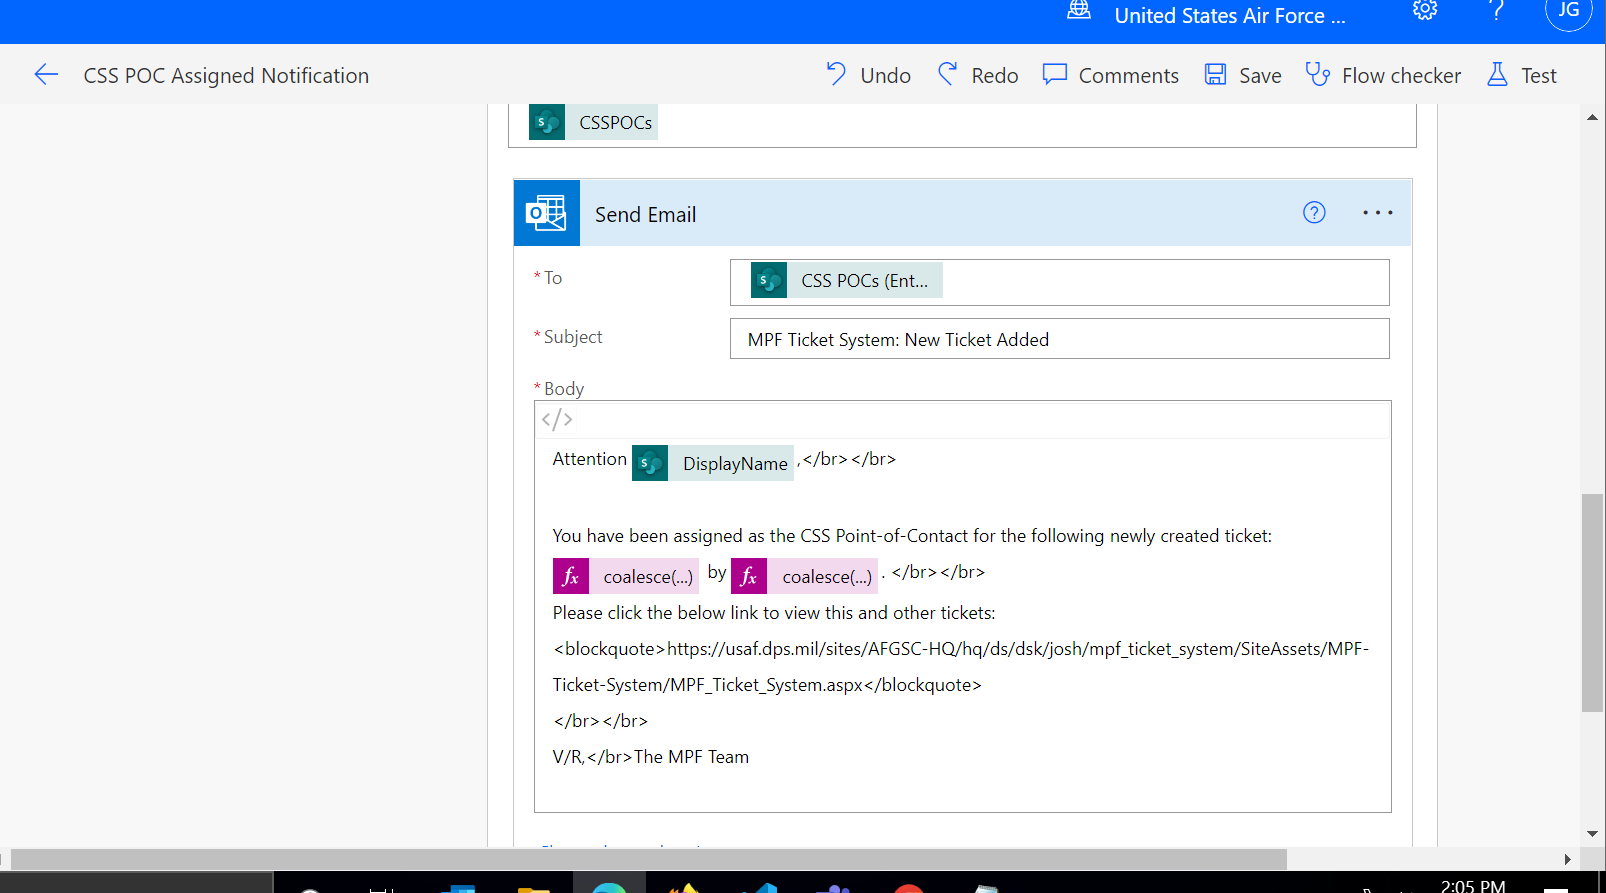 United States Air Force ...
?
JG
CSS POC Assigned Notification
Undo
Redo
Comments
Save
Flow checker
Test
S
CSSPOCs
O
Send Email
?
...
* To
S
CSS POCs (Ent...
* Subject
MPF Ticket System: New Ticket Added
* Body
</>
Attention S DisplayName ,</br></br>
You have been assigned as the CSS Point-of-Contact for the following newly created ticket:
fx coalesce(...) by fx coalesce(...) . </br></br>
Please click the below link to view this and other tickets:
<blockquote>https://usaf.dps.mil/sites/AFGSC-HQ/hq/ds/dsk/josh/mpf_ticket_system/SiteAssets/MPF-
Ticket-System/MPF_Ticket_System.aspx</blockquote>
</br></br>
V/R,</br>The MPF Team
2:05 PM